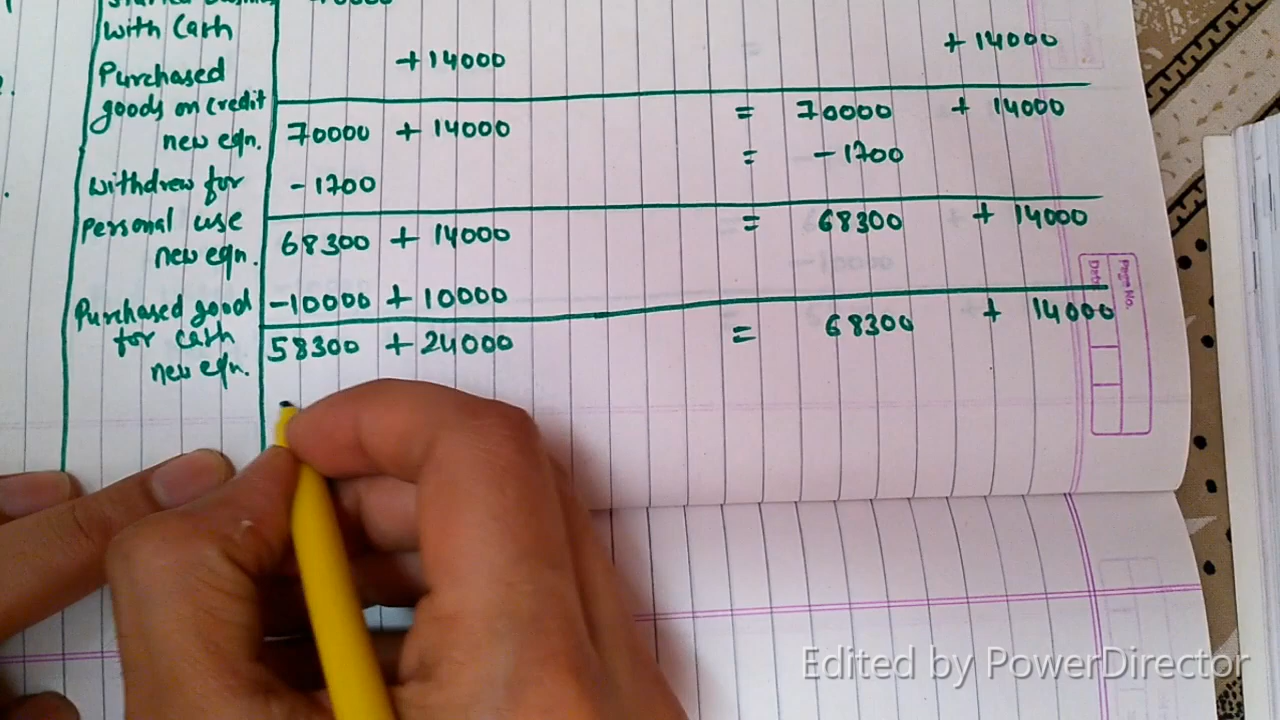 with Cash
+ 14000
Purchased + 14000
goods on credit
new eqn. 70000 + 14000 = 70000 + 14000
= - 1700
withdrew for - 1700
Personal use
new eqn. 68300 + 14000 = 68300 + 14000
Purchased good - 10000 + 10000
for cash
new eqn. 58300 + 24000 = 68300 + 14000
Page No.
Edited by PowerDirector